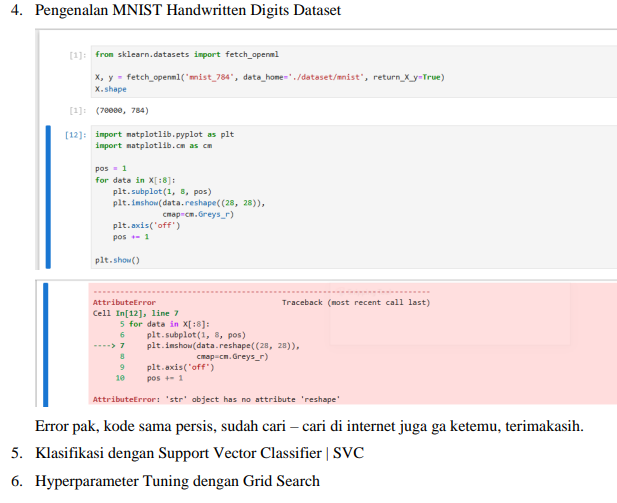 4. Pengenalan MNIST Handwritten Digits Dataset
[1]: from sklearn.datasets import fetch_openml
X, y = fetch_openml('mnist_784', data_home='./dataset/mnist', return_X_y=True)
X.shape
[1]: (70000, 784)
[12]: import matplotlib.pyplot as plt
import matplotlib.cm as cm
pos = 1
for data in X[:8]:
plt.subplot(1, 8, pos)
plt.imshow(data.reshape((28, 28)),
cmap=cm.Greys_r)
plt.axis('off')
pos += 1
plt.show()
---------------------------------------------------------------------------
AttributeError Traceback (most recent call last)
Cell In[12], line 7
5 for data in X[:8]:
6 plt.subplot(1, 8, pos)
----> 7 plt.imshow(data.reshape((28, 28)),
8 cmap=cm.Greys_r)
9 plt.axis('off')
10 pos += 1
AttributeError: 'str' object has no attribute 'reshape'
Error pak, kode sama persis, sudah cari – cari di internet juga ga ketemu, terimakasih.
5. Klasifikasi dengan Support Vector Classifier | SVC
6. Hyperparameter Tuning dengan Grid Search